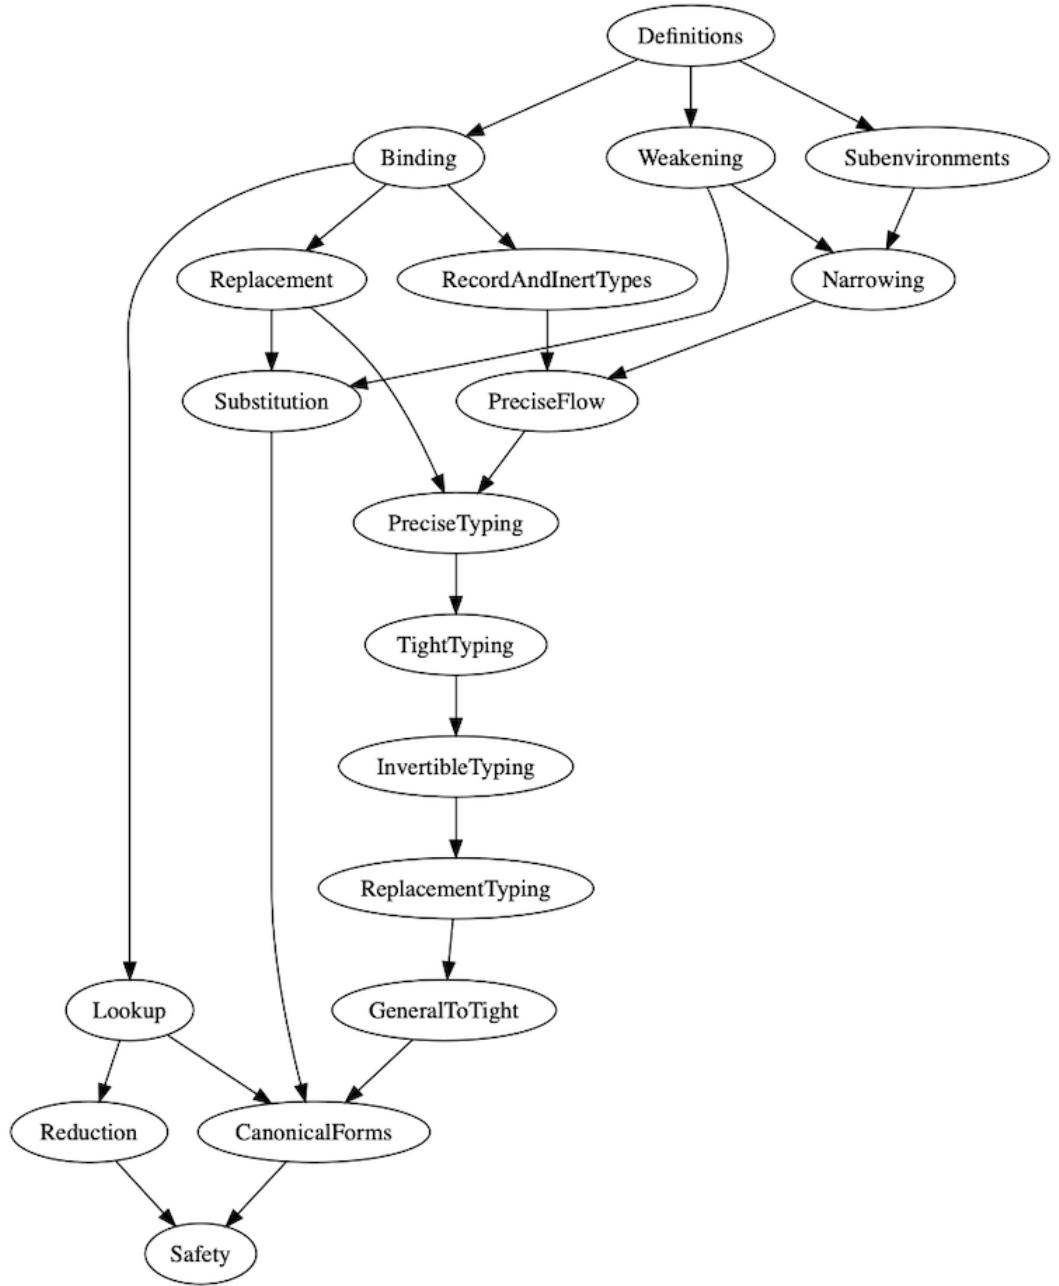 Definitions
Binding
Weakening
Subenvironments
Replacement
RecordAndInertTypes
Narrowing
Substitution
PreciseFlow
PreciseTyping
TightTyping
InvertibleTyping
ReplacementTyping
Lookup
GeneralToTight
Reduction
CanonicalForms
Safety